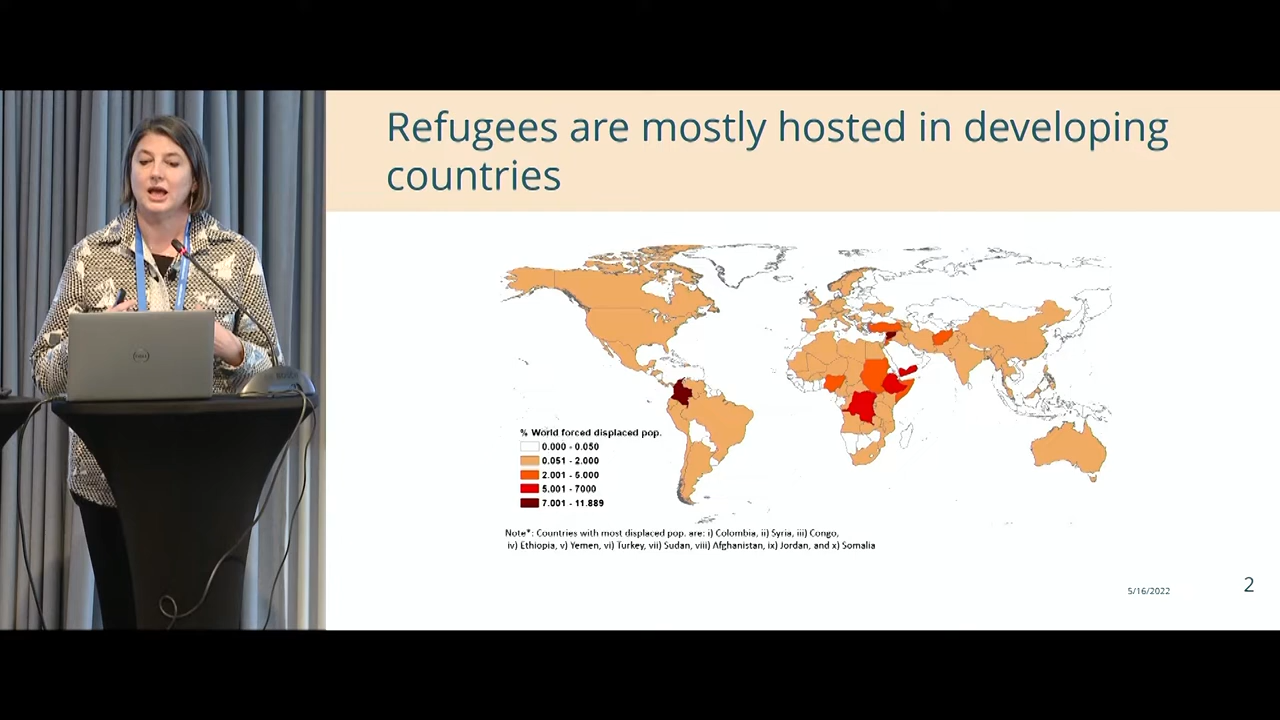 Refugees are mostly hosted in developing
countries
% World forced displaced pop.
0.000 - 0.050
0.051 - 2.000
2.001 - 5.000
5.001 - 7000
7.001 - 11.889
Note*: Countries with most displaced pop. are: i) Colombia, ii) Syria, iii) Congo,
iv) Ethiopia, v) Yemen, vi) Turkey, vii) Sudan, viii) Afghanistan, ix) Jordan, and x) Somalia
5/16/2022
2
DELL